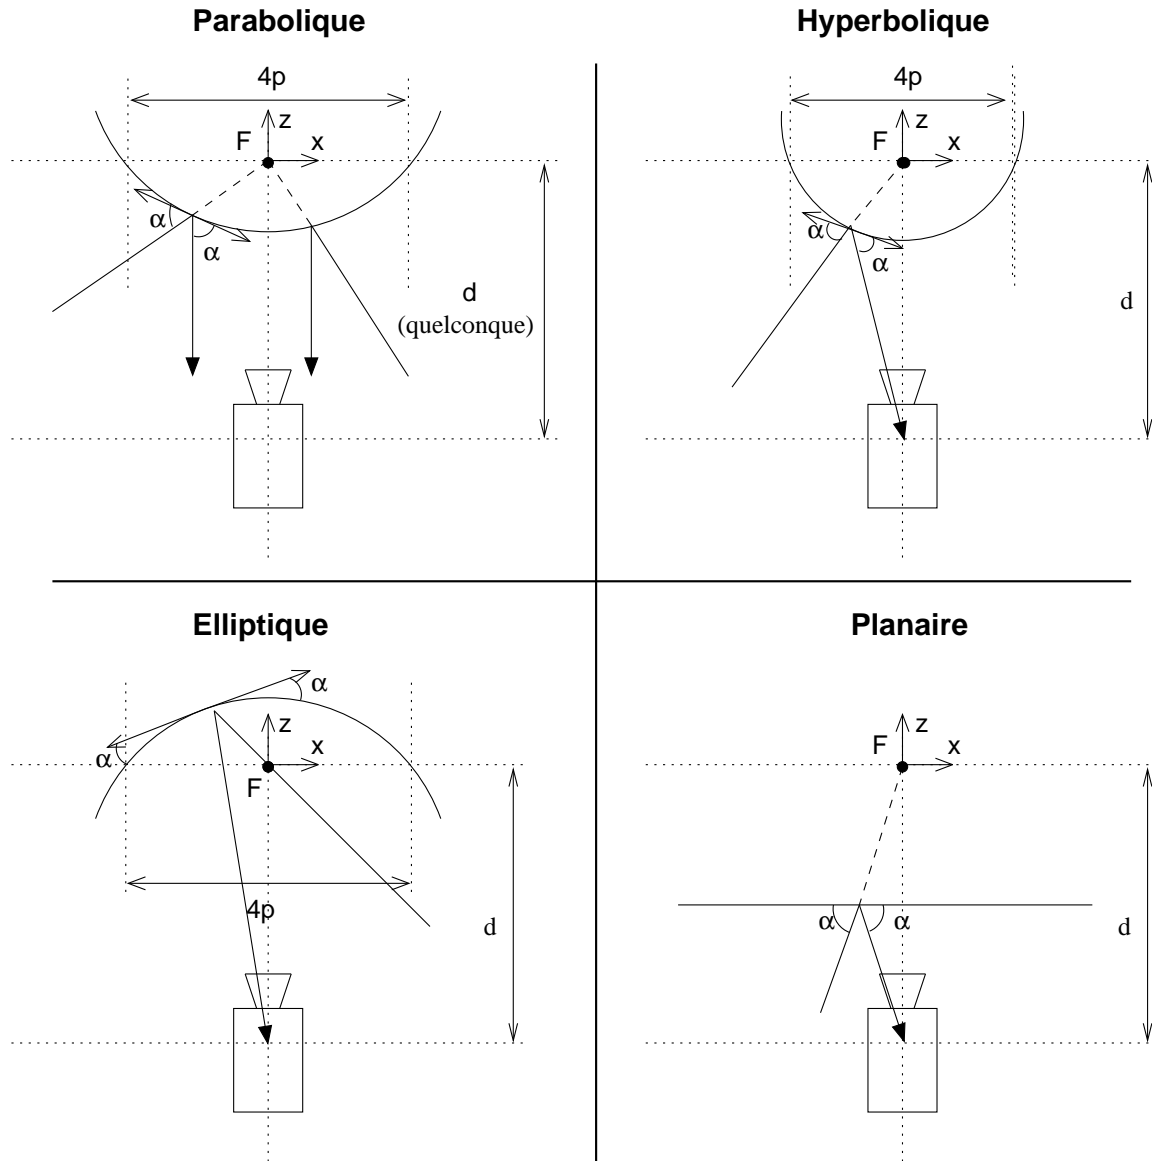 Parabolique
4p
z
F
x
α
α
d
(quelconque)
Hyperbolique
4p
z
F
x
α
α
d
Elliptique
α
z
α
x
F
4p
d
Planaire
z
F
x
α
α
d